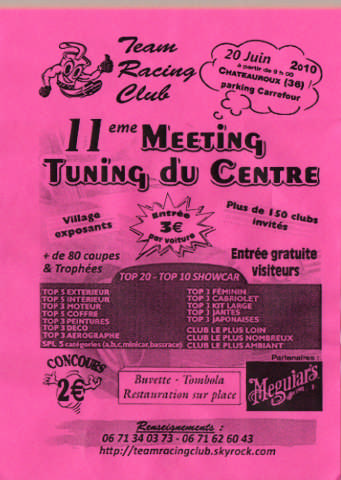 Team
Racing
Club
20 Juin 2010
à partir de 9 h 00
CHATEAUROUX (36)
parking Carrefour
11eme MEETING
TUNING DU CENTRE
Village
exposants
Entrée
3€
par voiture
Plus de 150 clubs
invités
+ de 80 coupes
& Trophées
Entrée gratuite
visiteurs
TOP 20 - TOP 10 SHOWCAR
TOP 5 EXTERIEUR
TOP 5 INTERIEUR
TOP 3 MOTEUR
TOP 5 COFFRE
TOP 3 PEINTURES
TOP 3 DECO
TOP 3 AEROGRAPHE
SPL 5 catégories (a,b,c,minicar,bassrace)
TOP 3 FÉMININ
TOP 3 CABRIOLET
TOP 3 KIT LARGE
TOP 3 JANTES
TOP 3 JAPONAISES
CLUB LE PLUS LOIN
CLUB LE PLUS NOMBREUX
CLUB LE PLUS AMBIANT
CONCOURS
2€
Buvette - Tombola
Restauration sur place
Partenaires :
Meguiar's
Renseignements :
06 71 34 03 73 - 06 71 62 60 43
http://teamracingclub.skyrock.com